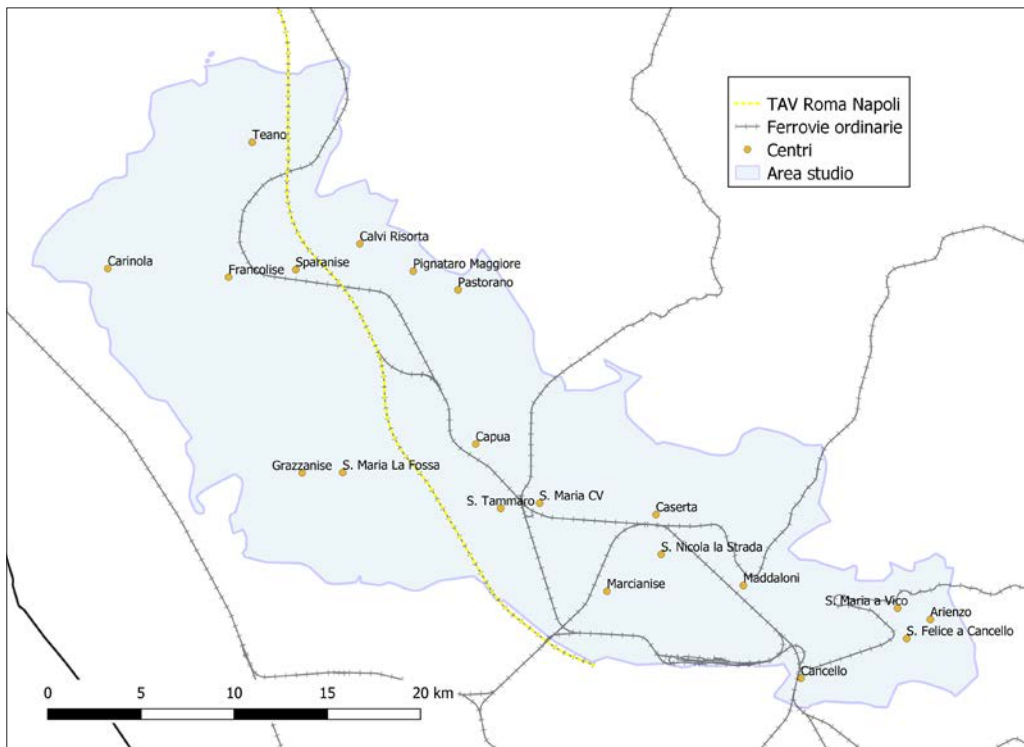 TAV Roma Napoli
Ferrovie ordinarie
Centri
Area studio
Teano
Calvi Risorta
Carinola
Francolise
Sparanise
Pignataro Maggiore
Pastorano
Capua
Grazzanise
S. Maria La Fossa
S. Tammaro
S. Maria CV
Caserta
S. Nicola la Strada
Marcianise
Maddaloni
S. Maria a Vico
Arienzo
S. Felice a Cancello
Cancello
0 5 10 15 20 km